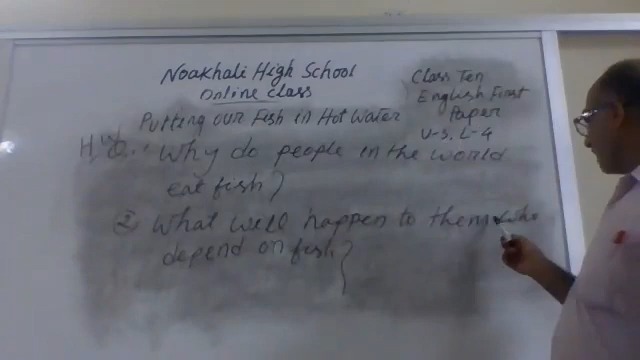 Noakhali High School
Online class
Class Ten
English First
Paper
U-5, L-4
Putting our Fish in Hot Water
H.W
Q. 1. Why do people in the world
eat fish?
② What will happen to them who
depend on fish?